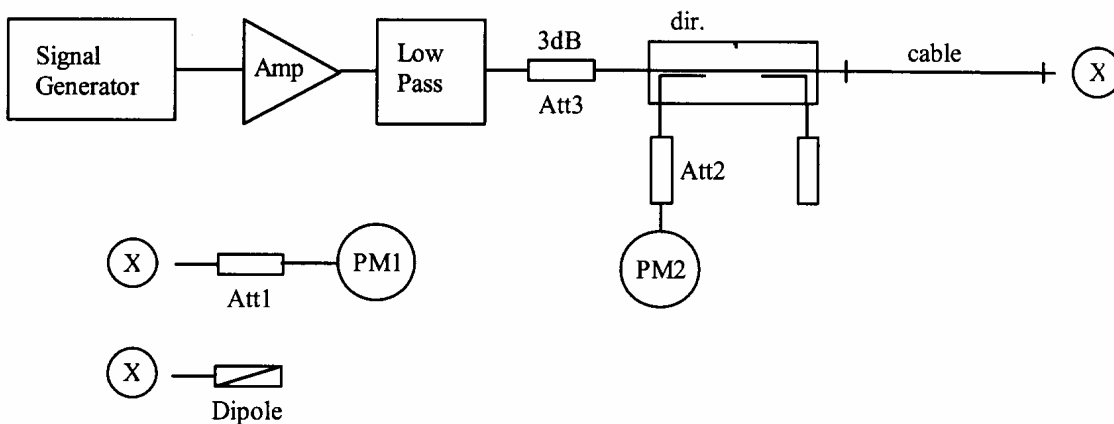 dir.
3dB
Signal
Generator
Amp
Low
Pass
cable
X
Att3
Att2
X
PM1
PM2
Att1
X
Dipole